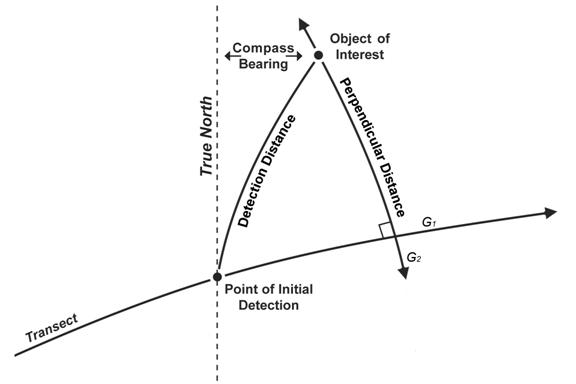 Object of
Interest
Compass
Bearing
True North
Detection Distance
Perpendicular Distance
G1
G2
Point of Initial
Detection
Transect